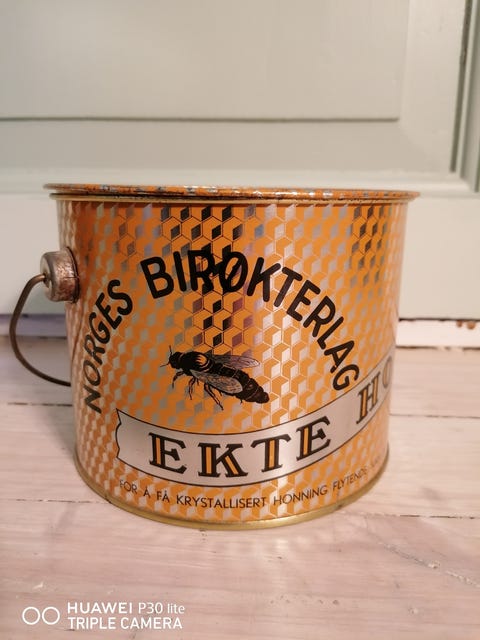 NORGES BIRØKTERLAG
EKTE HO
FOR Å FÅ KRYSTALLISERT HONNING FLYTENDE
HUAWEI P30 lite
TRIPLE CAMERA